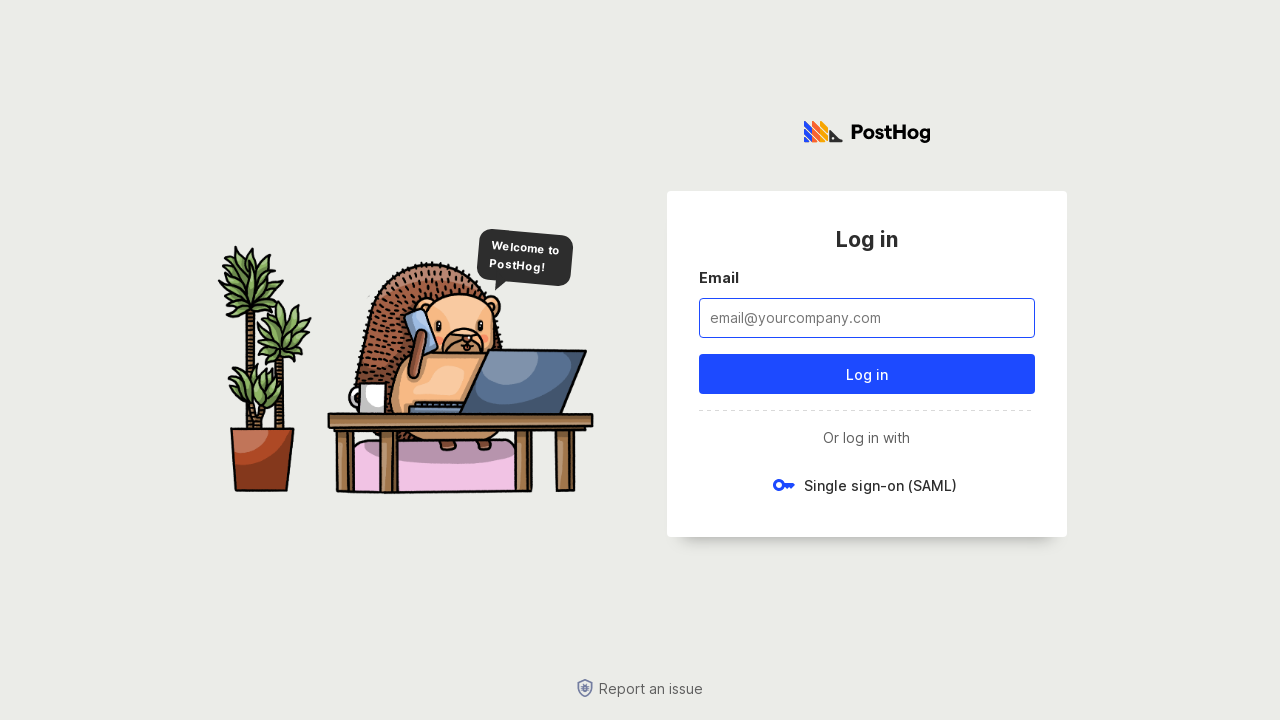 PostHog
Welcome to
PostHog!
Log in
Email
email@yourcompany.com
Log in
Or log in with
Single sign-on (SAML)
Report an issue